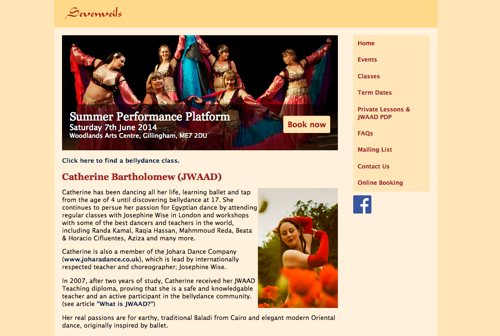 Sevenveils
Summer Performance Platform
Saturday 7th June 2014
Woodlands Arts Centre, Gillingham, ME7 2DU
Book now
Home
Events
Classes
Term Dates
Private Lessons &
JWAAD PDP
FAQs
Mailing List
Contact Us
Online Booking
f
Click here to find a bellydance class.
Catherine Bartholomew (JWAAD)
Catherine has been dancing all her life, learning ballet and tap
from the age of 4 until discovering bellydance at 17. She
continues to persue her passion for Egyptian dance by attending
regular classes with Josephine Wise in London and workshops
with some of the best dancers and teachers in the world,
including Randa Kamal, Raqia Hassan, Mahmmoud Reda, Beata
& Horacio Cifluentes, Aziza and many more.
Catherine is also a member of the Johara Dance Company
(www.joharadance.co.uk), which is lead by internationally
respected teacher and choreographer; Josephine Wise.
In 2007, after two years of study, Catherine received her JWAAD
Teaching diploma, proving that she is a safe and knowledgable
teacher and an active participant in the bellydance community.
(see article "What is JWAAD?")
Her real passions are for earthy, traditional Baladi from Cairo and elegant modern Oriental
dance, originally inspired by ballet.